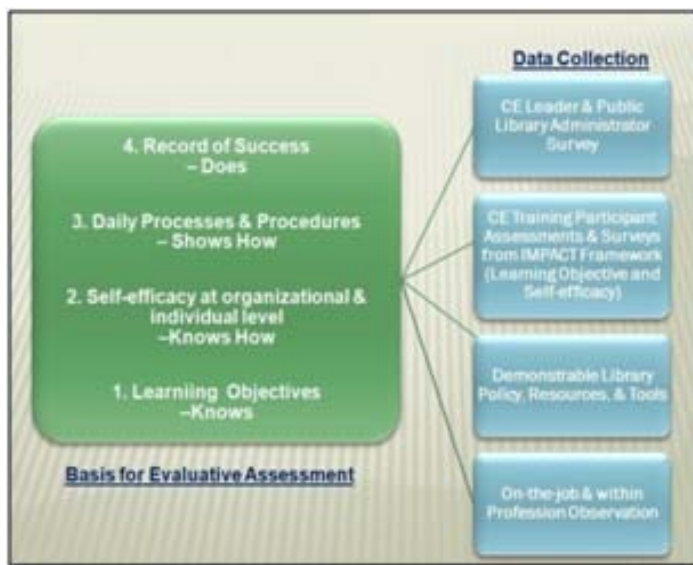 Data Collection
4. Record of Success
– Does
3. Daily Processes & Procedures
– Shows How
2. Self-efficacy at organizational &
individual level
–Knows How
1. Learniing Objectives
–Knows
Basis for Evaluative Assessment
CE Leader & Public
Library Administrator
Survey
CE Training Participant
Assessments & Surveys
from IMPACT Framework
(Learning Objective and
Self-efficacy)
Demonstrable Library
Policy, Resources, & Tools
On-the-job & within
Profession Observation